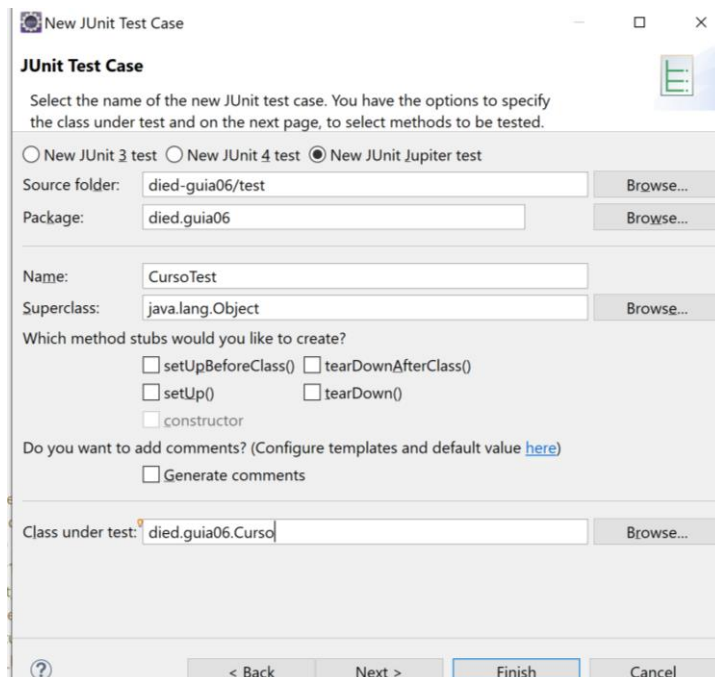 New JUnit Test Case
JUnit Test Case
Select the name of the new JUnit test case. You have the options to specify
the class under test and on the next page, to select methods to be tested.
New JUnit 3 test New JUnit 4 test New JUnit Jupiter test
Source folder: died-guia06/test Browse...
Package: died.guia06 Browse...
Name: CursoTest
Superclass: java.lang.Object Browse...
Which method stubs would you like to create?
setUpBeforeClass() tearDownAfterClass()
setUp() tearDown()
constructor
Do you want to add comments? (Configure templates and default value here)
Generate comments
Class under test: died.guia06.Curso Browse...
? < Back Next > Finish Cancel